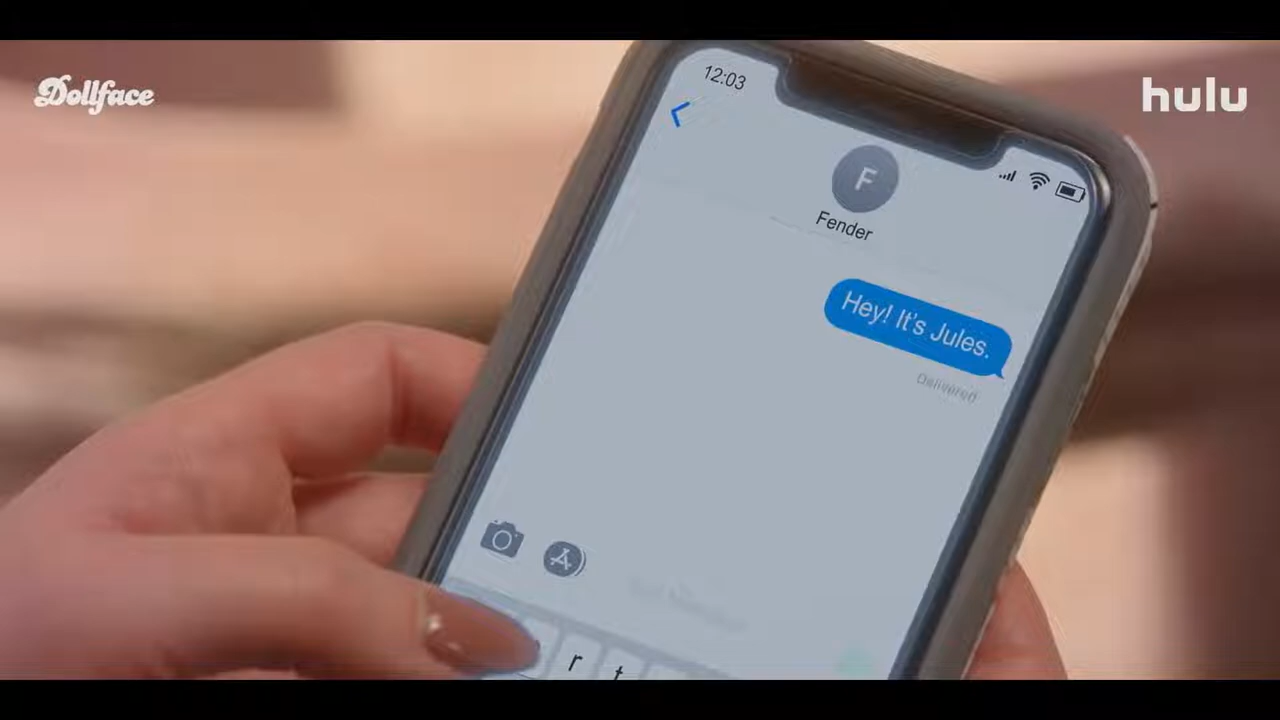 Dollface
hulu
12:03
F
Fender
Hey! It's Jules.
Delivered
r t